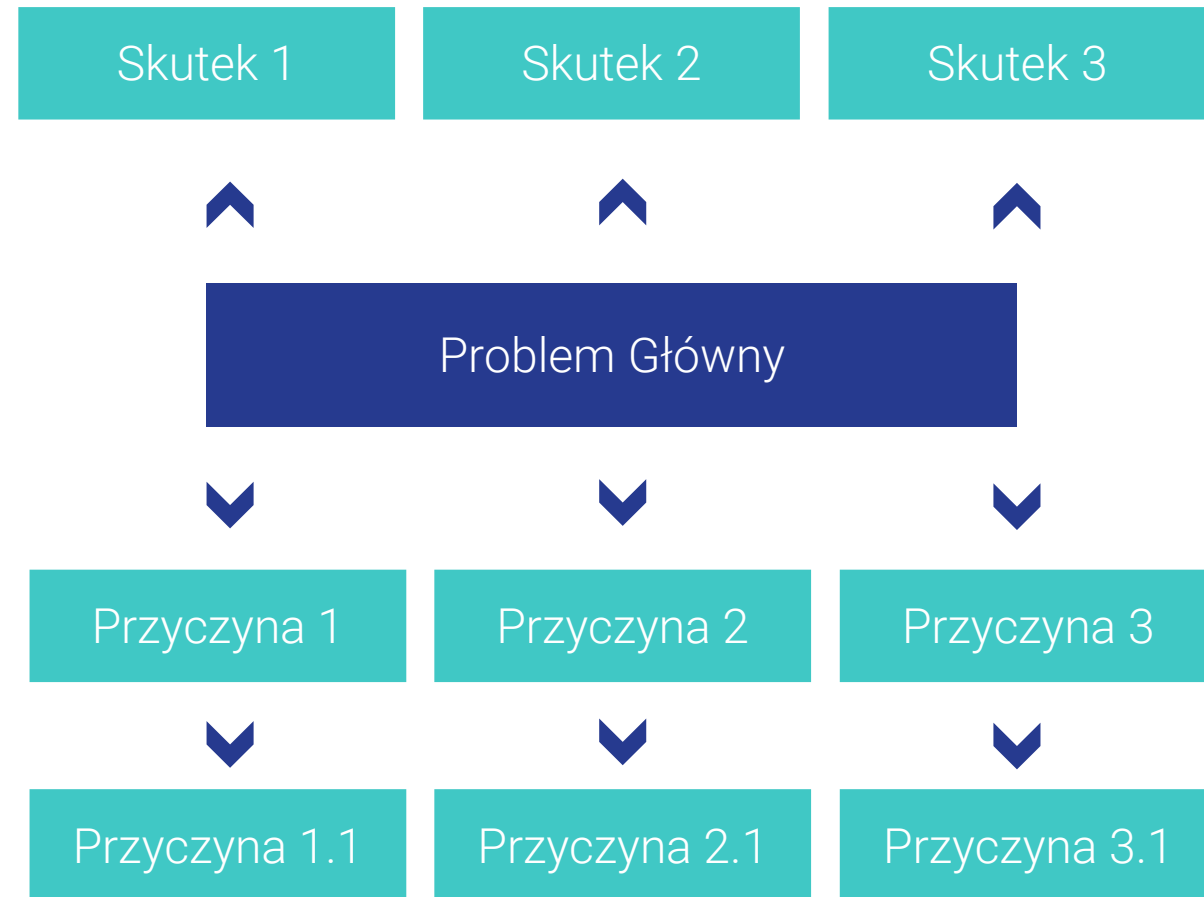 Skutek 1
Skutek 2
Skutek 3
Problem Główny
Przyczyna 1
Przyczyna 2
Przyczyna 3
Przyczyna 1.1
Przyczyna 2.1
Przyczyna 3.1